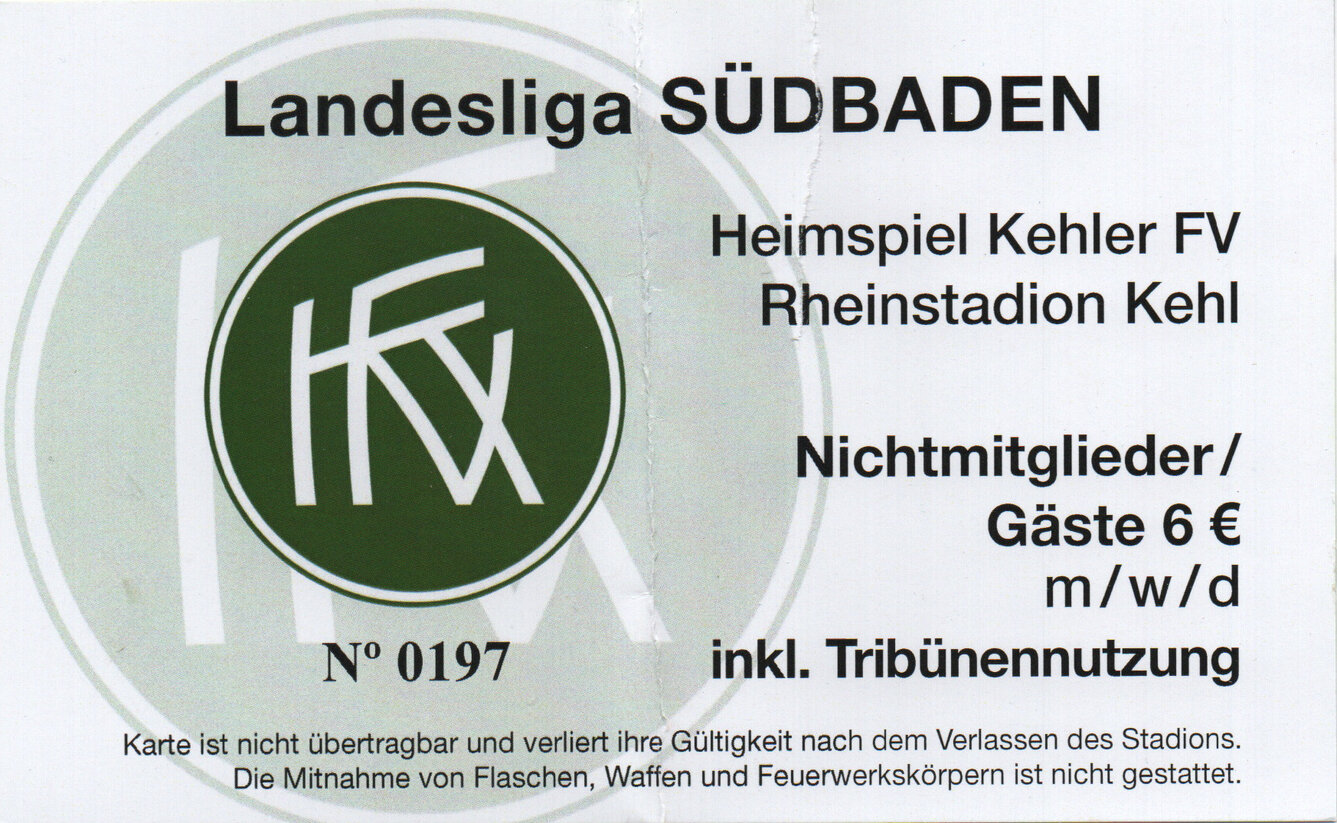 Landesliga SÜDBADEN
Heimspiel Kehler FV
Rheinstadion Kehl
KFV
Nichtmitglieder/
Gäste 6 €
m/w/d
inkl. Tribünennutzung
Nº 0197
Karte ist nicht übertragbar und verliert ihre Gültigkeit nach dem Verlassen des Stadions.
Die Mitnahme von Flaschen, Waffen und Feuerwerkskörpern ist nicht gestattet.